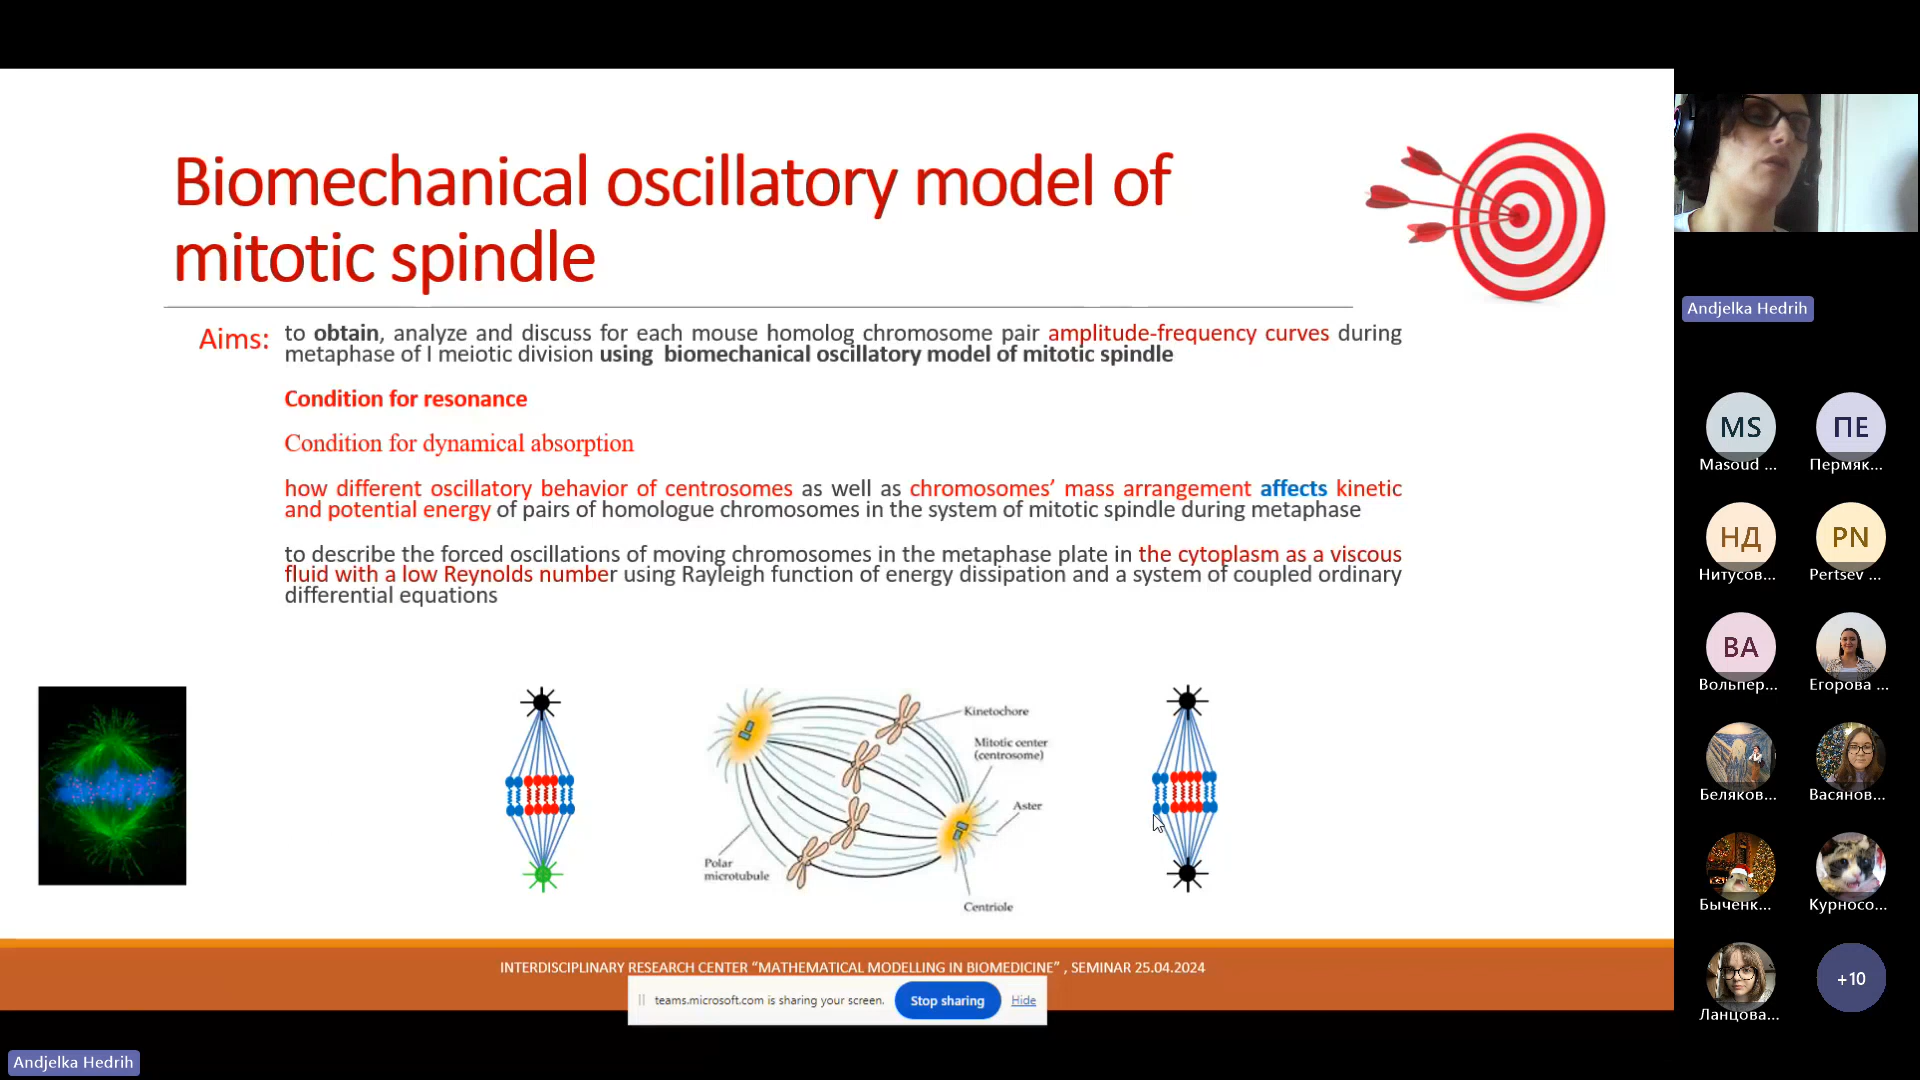 Biomechanical oscillatory model of
mitotic spindle
Aims:
to obtain, analyze and discuss for each mouse homolog chromosome pair amplitude-frequency curves during
metaphase of I meiotic division using biomechanical oscillatory model of mitotic spindle
Condition for resonance
Condition for dynamical absorption
how different oscillatory behavior of centrosomes as well as chromosomes’ mass arrangement affects kinetic
and potential energy of pairs of homologue chromosomes in the system of mitotic spindle during metaphase
to describe the forced oscillations of moving chromosomes in the metaphase plate in the cytoplasm as a viscous
fluid with a low Reynolds number using Rayleigh function of energy dissipation and a system of coupled ordinary
differential equations
Kinetochore
Mitotic center
(centrosome)
Aster
Polar
microtubule
Centriole
INTERDISCIPLINARY RESEARCH CENTER “MATHEMATICAL MODELLING IN BIOMEDICINE” , SEMINAR 25.04.2024
teams.microsoft.com is sharing your screen.
Stop sharing
Hide
Andjelka Hedrih
Andjelka Hedrih
MS
Masoud ...
ПЕ
Пермяк...
НД
Нитусов...
PN
Pertsev ...
ВА
Вольпер...
Егорова ...
Беляков...
Васянов...
Быченк...
Курносо...
Ланцова...
+10